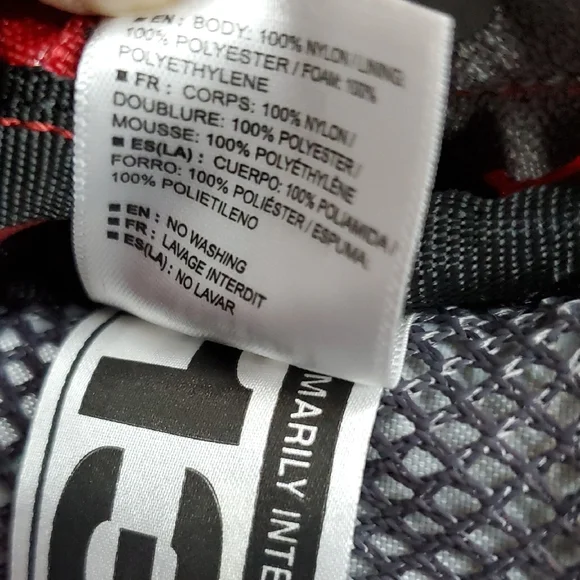 ■ EN : BODY: 100% NYLON / LINING:
100% POLYESTER / FOAM: 100%
POLYETHYLENE
■ FR : CORPS: 100% NYLON /
DOUBLURE: 100% POLYESTER /
MOUSSE: 100% POLYÉTHYLÈNE
■ ES(LA) : CUERPO: 100% POLIAMIDA /
FORRO: 100% POLIÉSTER / ESPUMA:
100% POLIETILENO
■ EN : NO WASHING
■ FR : LAVAGE INTERDIT
■ ES(LA) : NO LAVAR
MARILY INTE